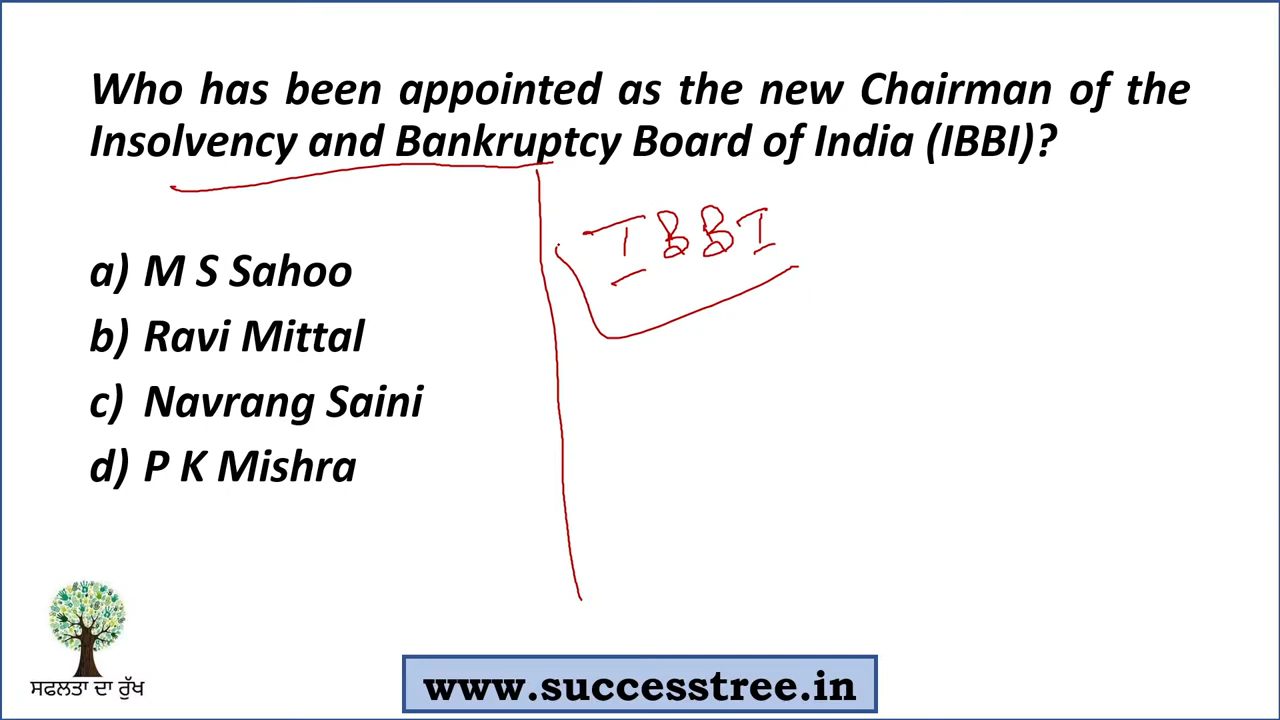 Who has been appointed as the new Chairman of the
Insolvency and Bankruptcy Board of India (IBBI)?
IBBI
a) M S Sahoo
b) Ravi Mittal
c) Navrang Saini
d) P K Mishra
ਸਫਲਤਾ ਦਾ ਰੁੱਖ
www.successtree.in